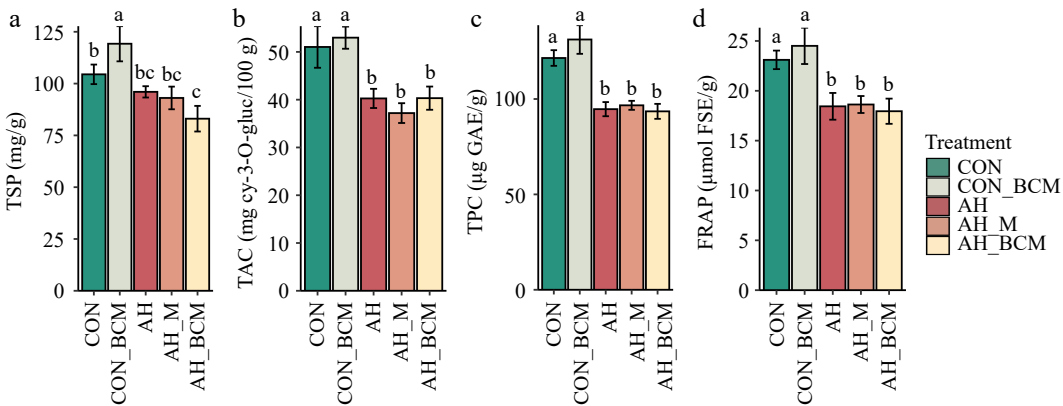 a
TSP (mg/g)
125
100
75
50
25
0
b
a
bc
bc
c
CON
CON_BCM
AH
AH_M
AH_BCM
b
TAC (mg cy-3-O-gluc/100 g)
50
40
30
20
10
0
a
a
b
b
b
CON
CON_BCM
AH
AH_M
AH_BCM
c
TPC (µg GAE/g)
100
50
0
a
a
b
b
b
CON
CON_BCM
AH
AH_M
AH_BCM
d
FRAP (µmol FSE/g)
25
20
15
10
5
0
a
a
b
b
b
CON
CON_BCM
AH
AH_M
AH_BCM
Treatment
CON
CON_BCM
AH
AH_M
AH_BCM